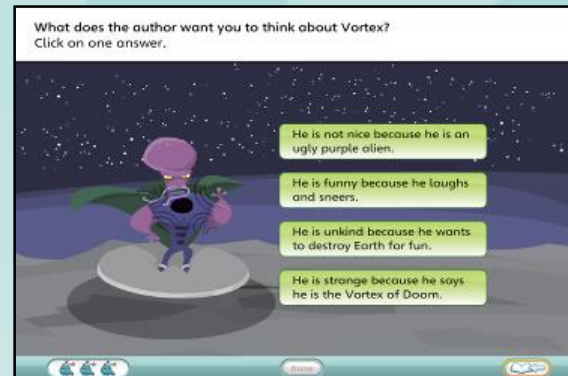 What does the author want you to think about Vortex?
Click on one answer.
He is not nice because he is an
ugly purple alien.
He is funny because he laughs
and sneers.
He is unkind because he wants
to destroy Earth for fun.
He is strange because he says
he is the Vortex of Doom.